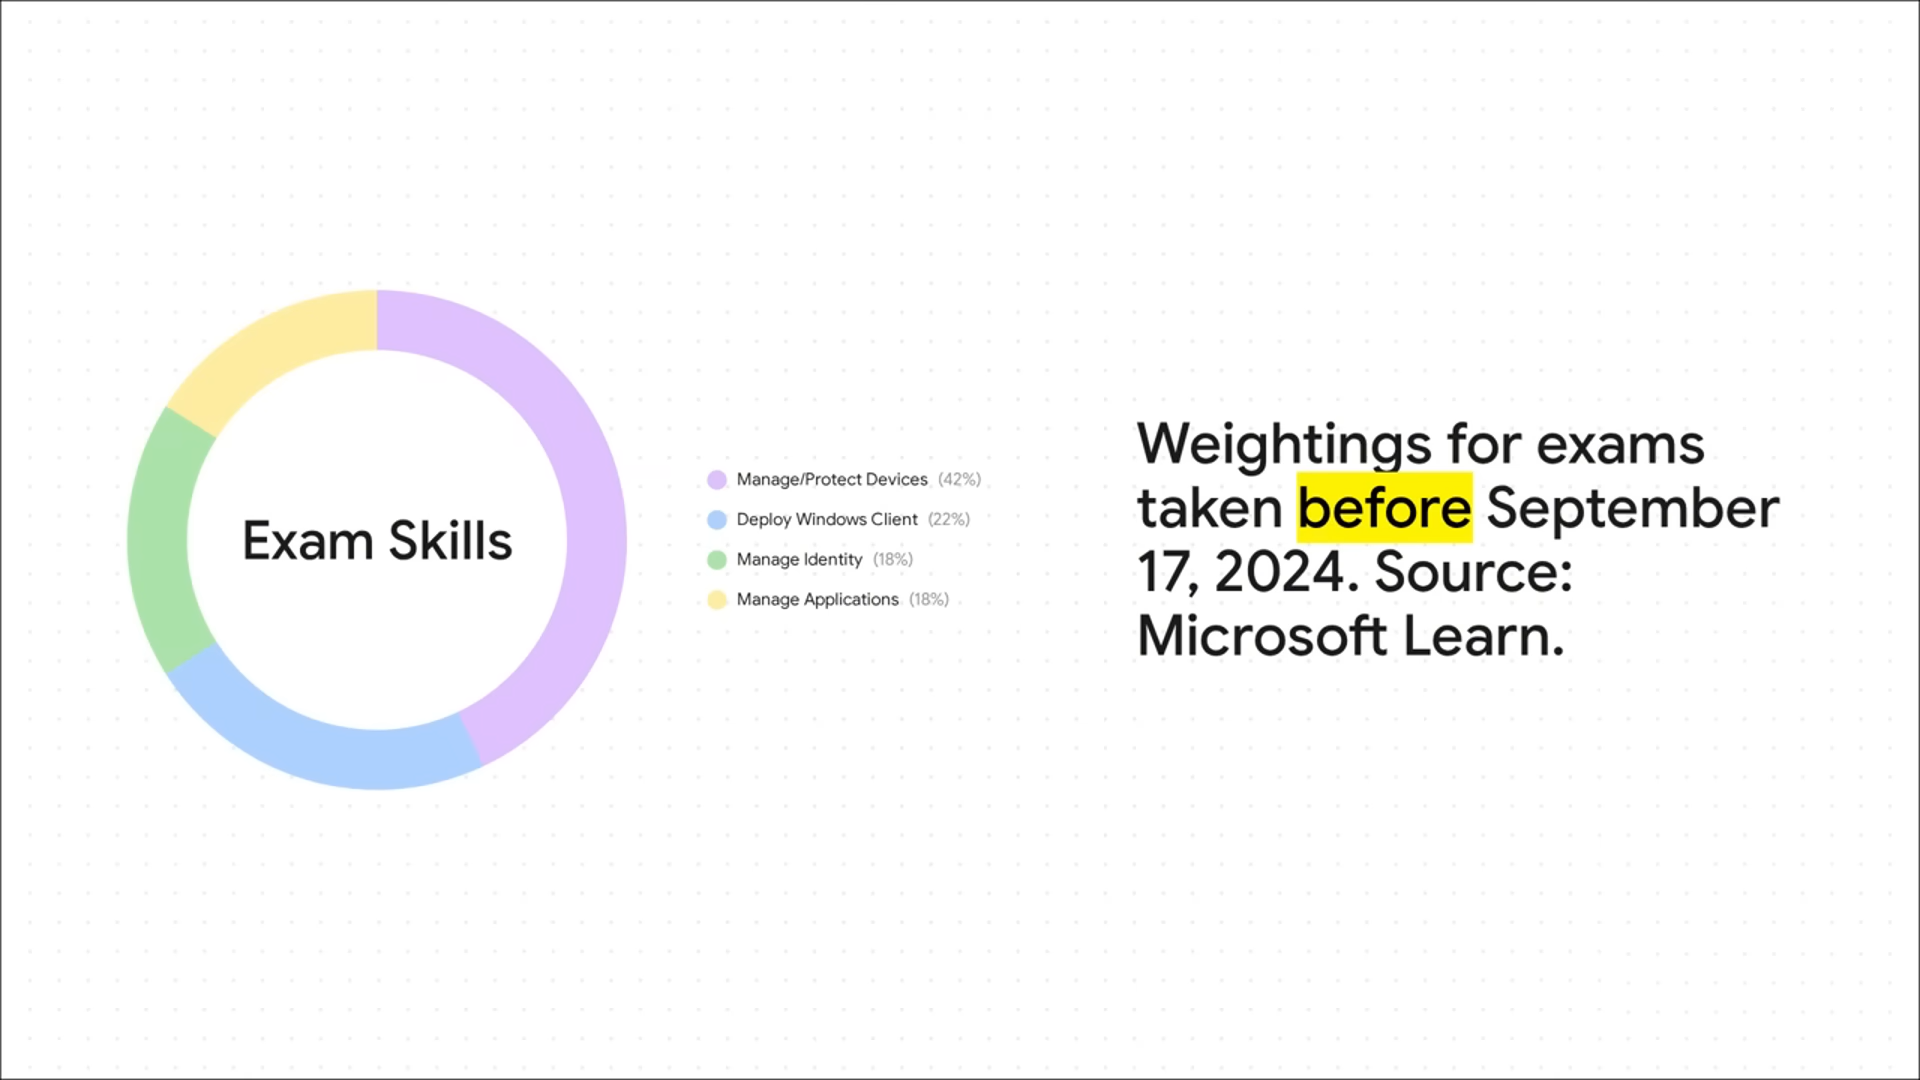 Exam Skills
Manage/Protect Devices (42%)
Deploy Windows Client (22%)
Manage Identity (18%)
Manage Applications (18%)
Weightings for exams
taken before September
17, 2024. Source:
Microsoft Learn.